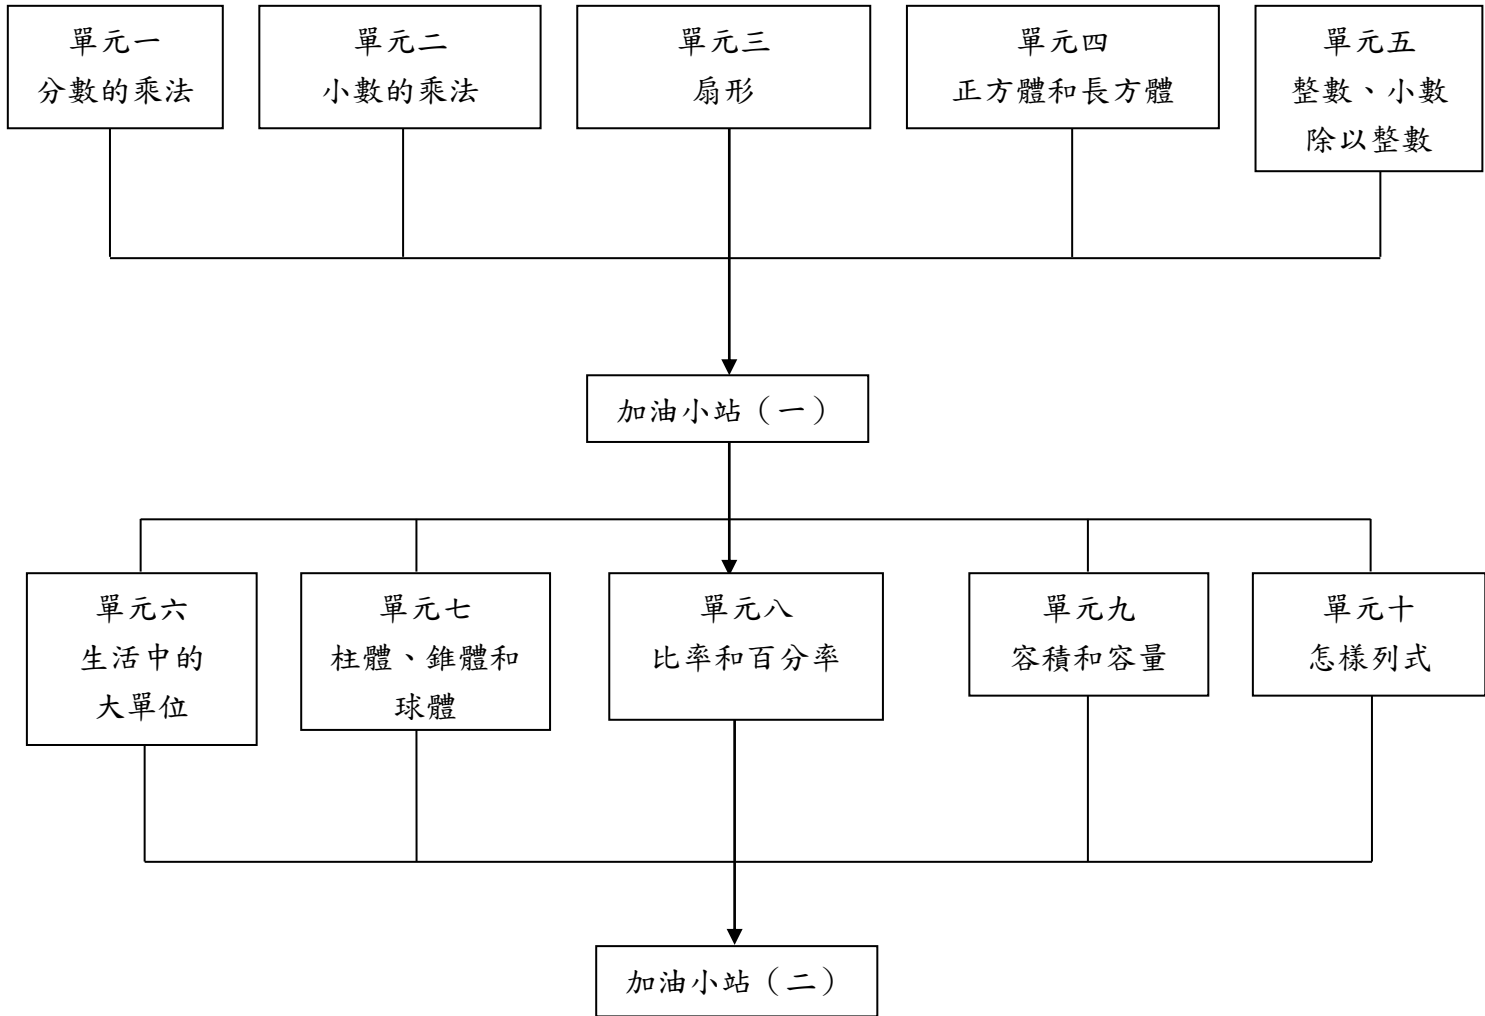 單元一
分數的乘法
單元二
小數的乘法
單元三
扇形
單元四
正方體和長方體
單元五
整數、小數
除以整數
加油小站（一）
單元六
生活中的
大單位
單元七
柱體、錐體和
球體
單元八
比率和百分率
單元九
容積和容量
單元十
怎樣列式
加油小站（二）